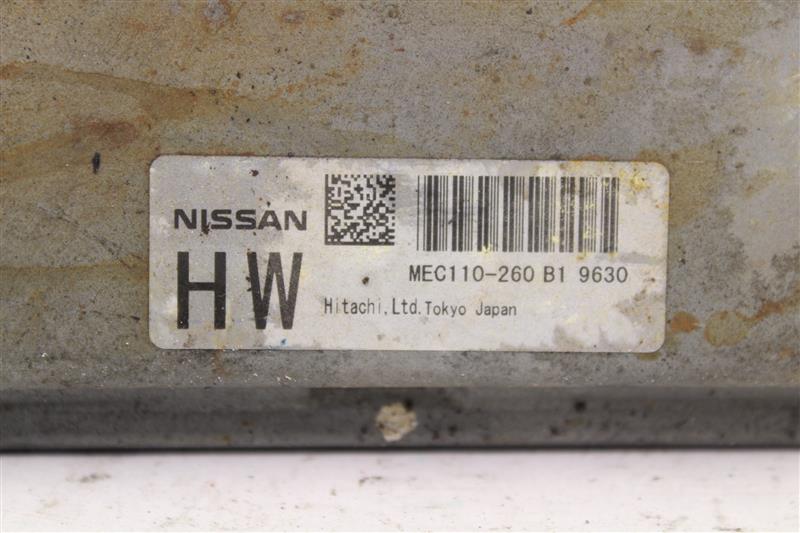 NISSAN
HW
MEC110-260 B1 9630
Hitachi,Ltd.Tokyo Japan